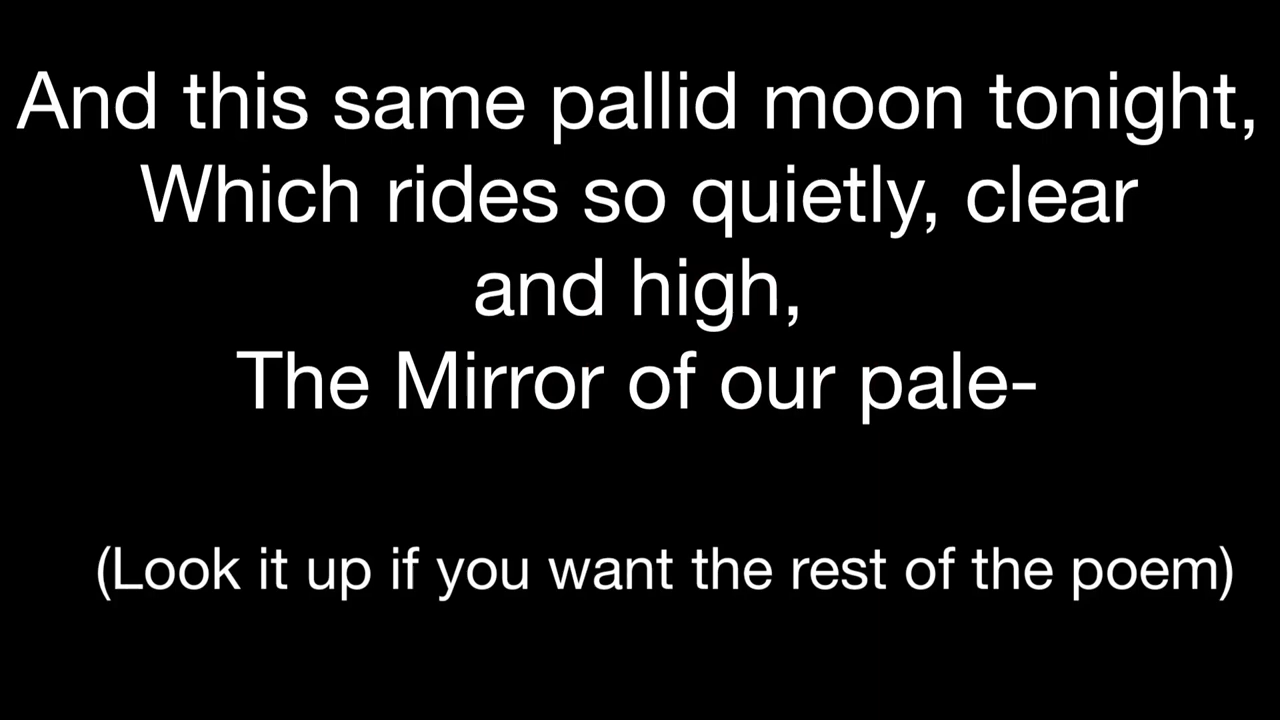 And this same pallid moon tonight,
Which rides so quietly, clear
and high,
The Mirror of our pale-
(Look it up if you want the rest of the poem)